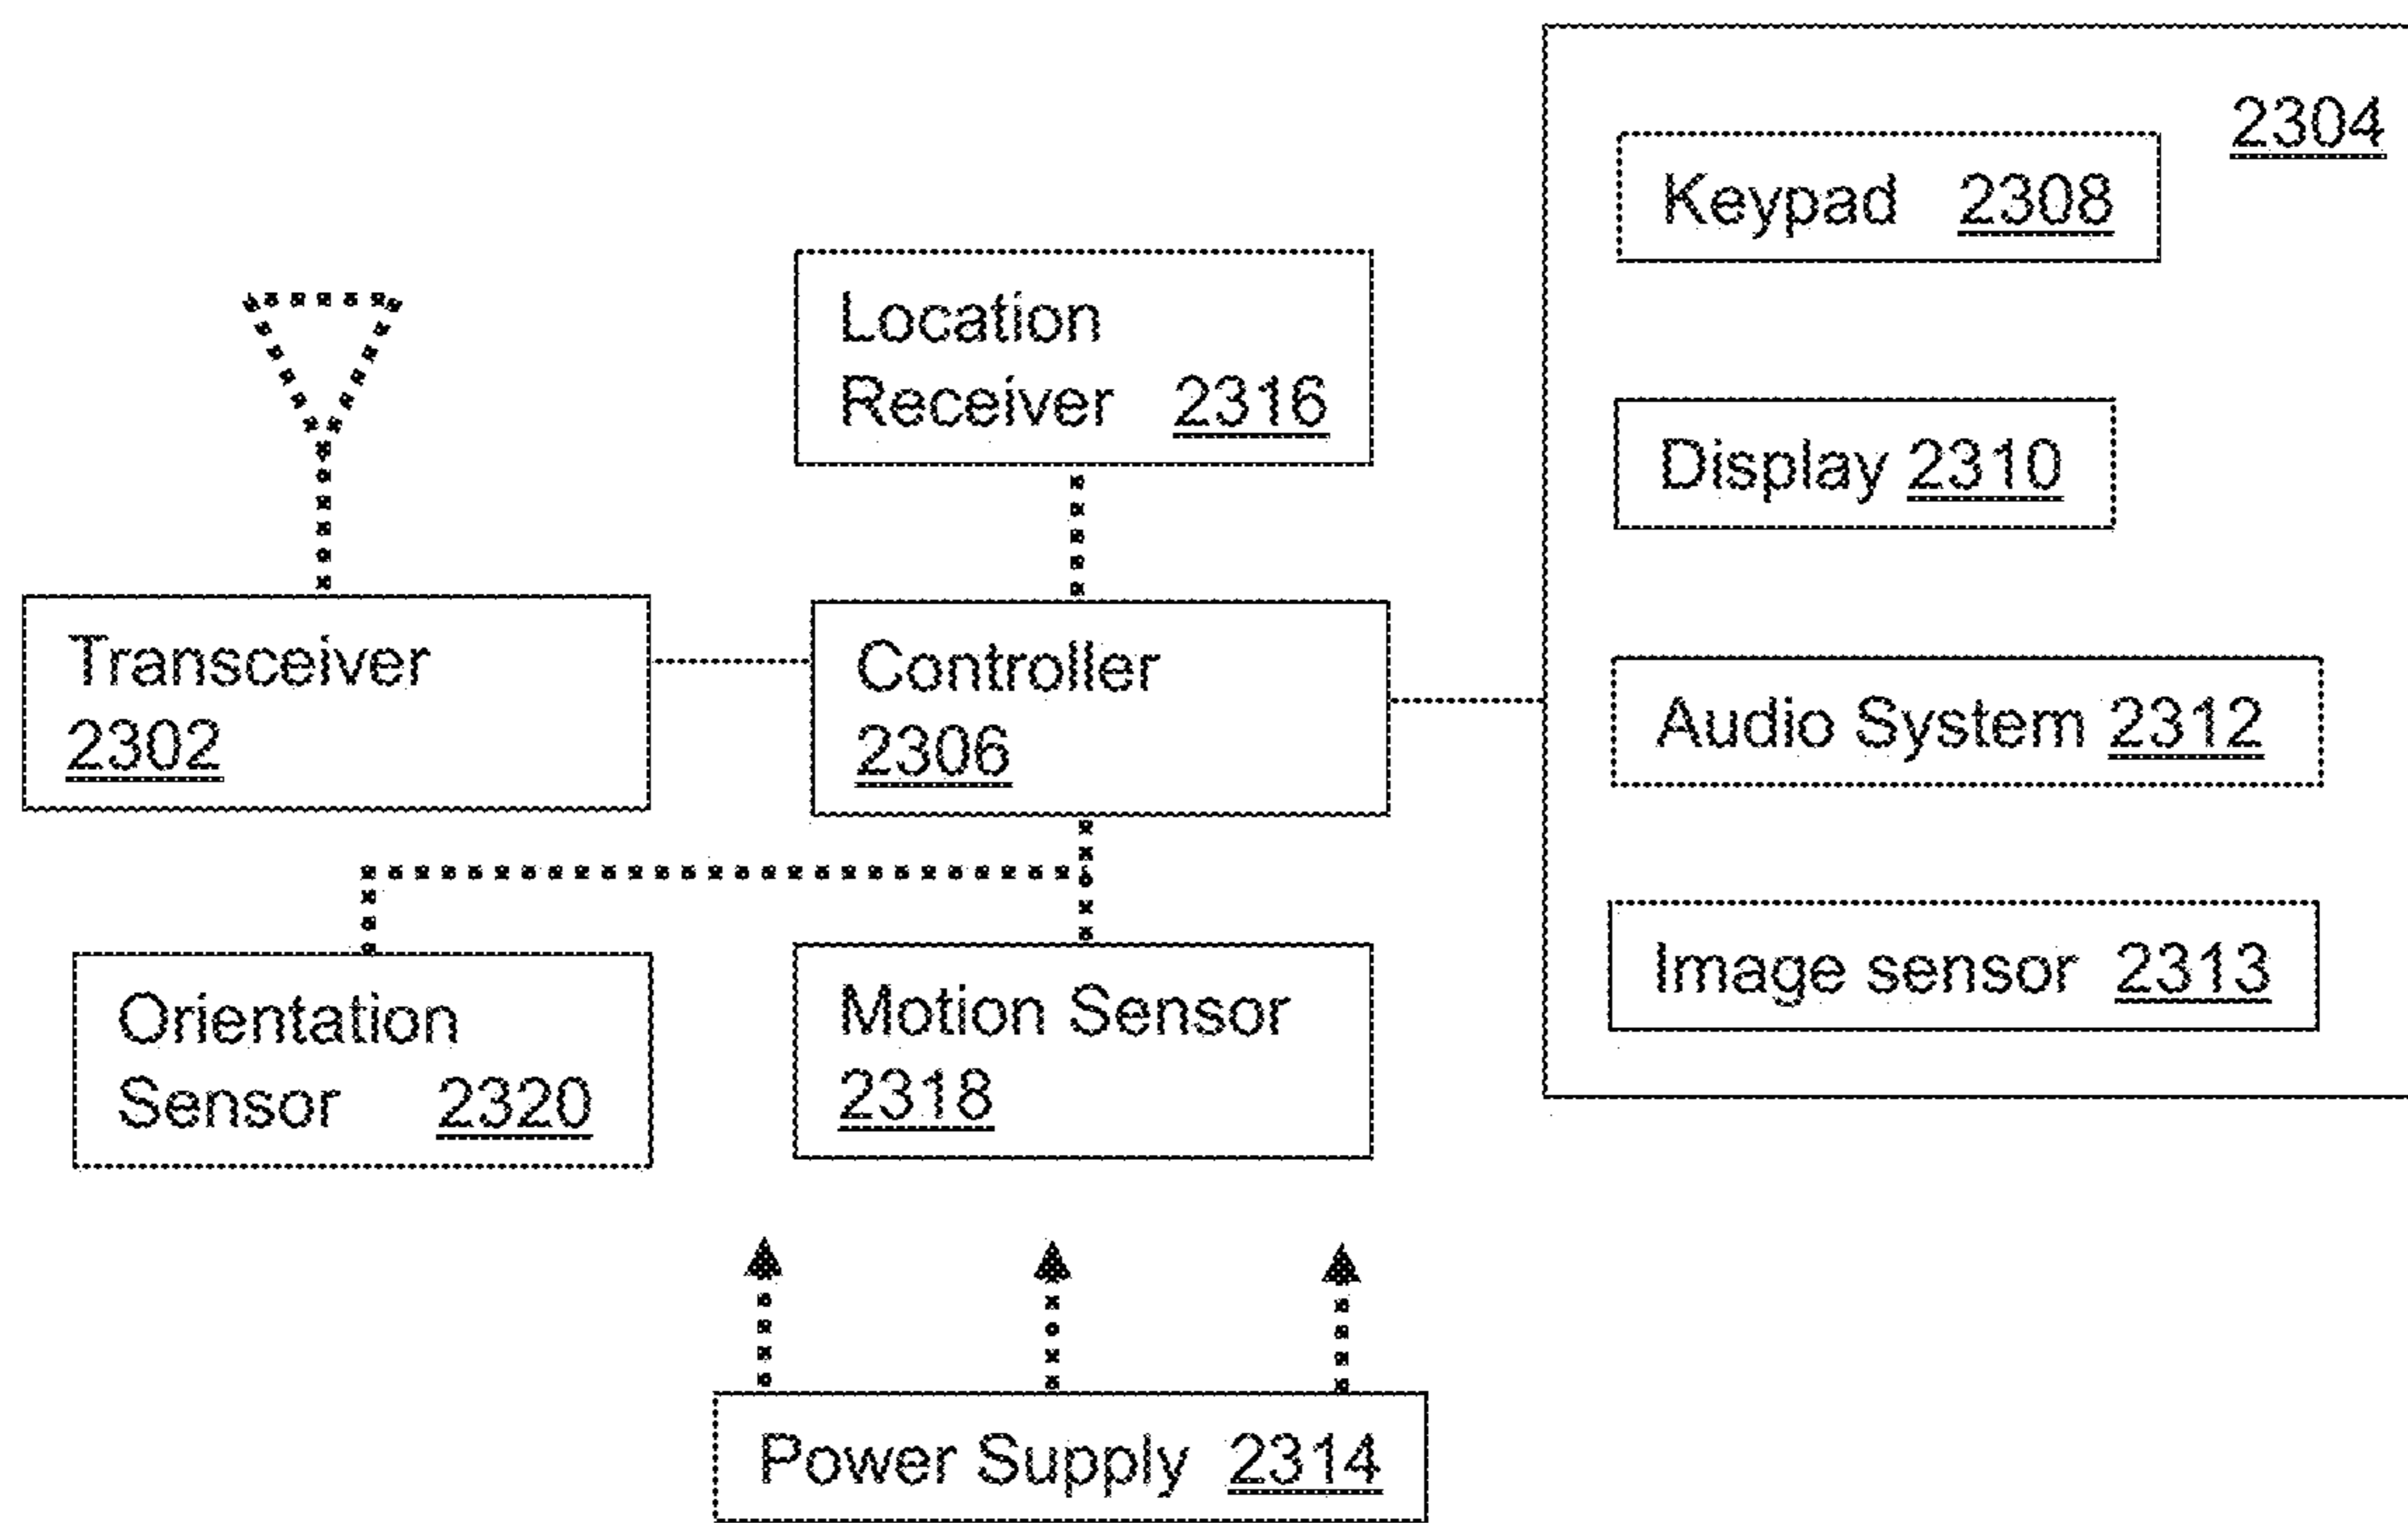 2304
Keypad 2308
Location
Receiver 2316
Display 2310
Transceiver
2302
Controller
2306
Audio System 2312
Image sensor 2313
Orientation
Sensor 2320
Motion Sensor
2318
Power Supply 2314